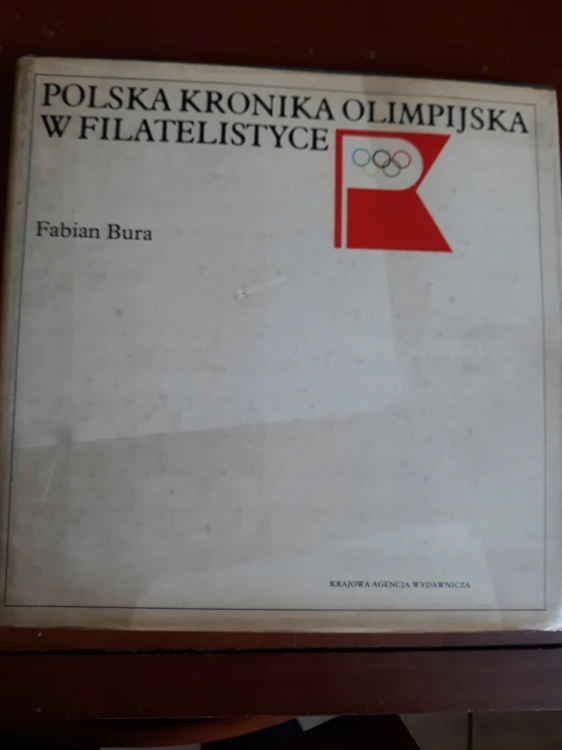 POLSKA KRONIKA OLIMPIJSKA
W FILATELISTYCE
Fabian Bura
KRAJOWA AGENCJA WYDAWNICZA